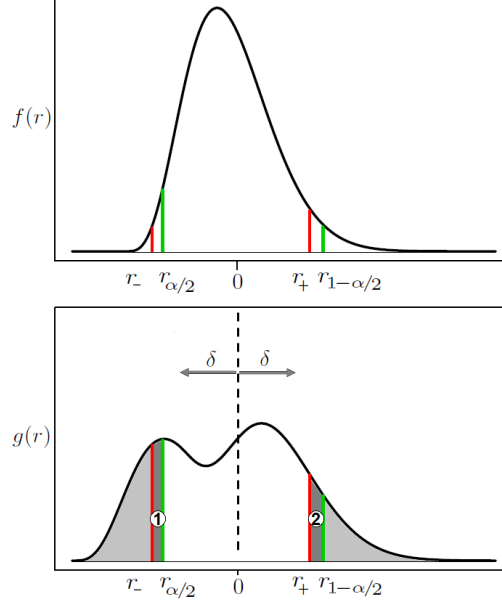 f(r)
r₋ r_{α/2} 0 r₊ r_{1−α/2}
δ δ
g(r)
1 2
r₋ r_{α/2} 0 r₊ r_{1−α/2}